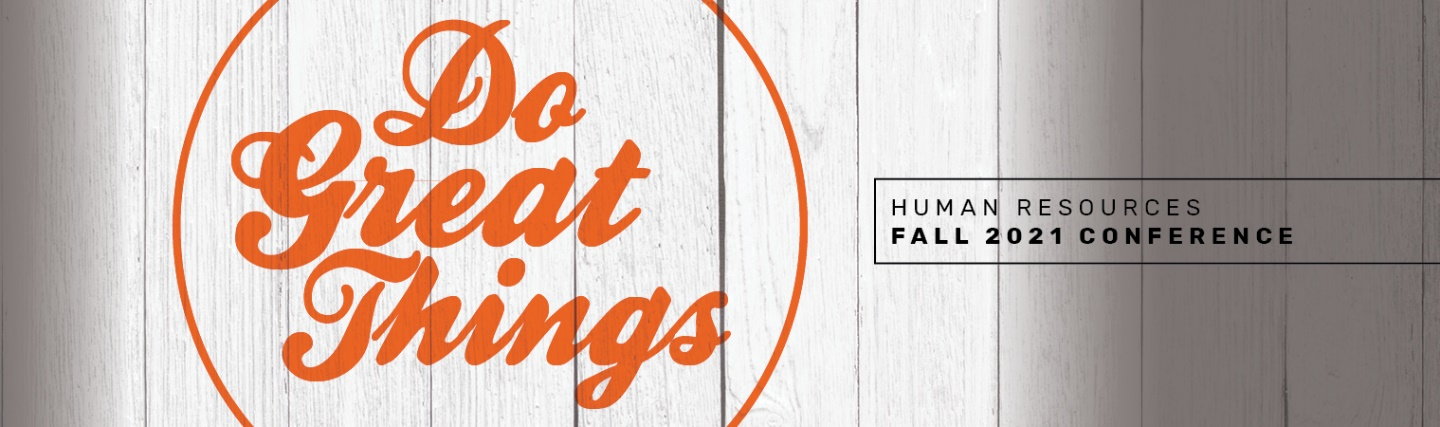 Do
Great
Things
HUMAN RESOURCES
FALL 2021 CONFERENCE